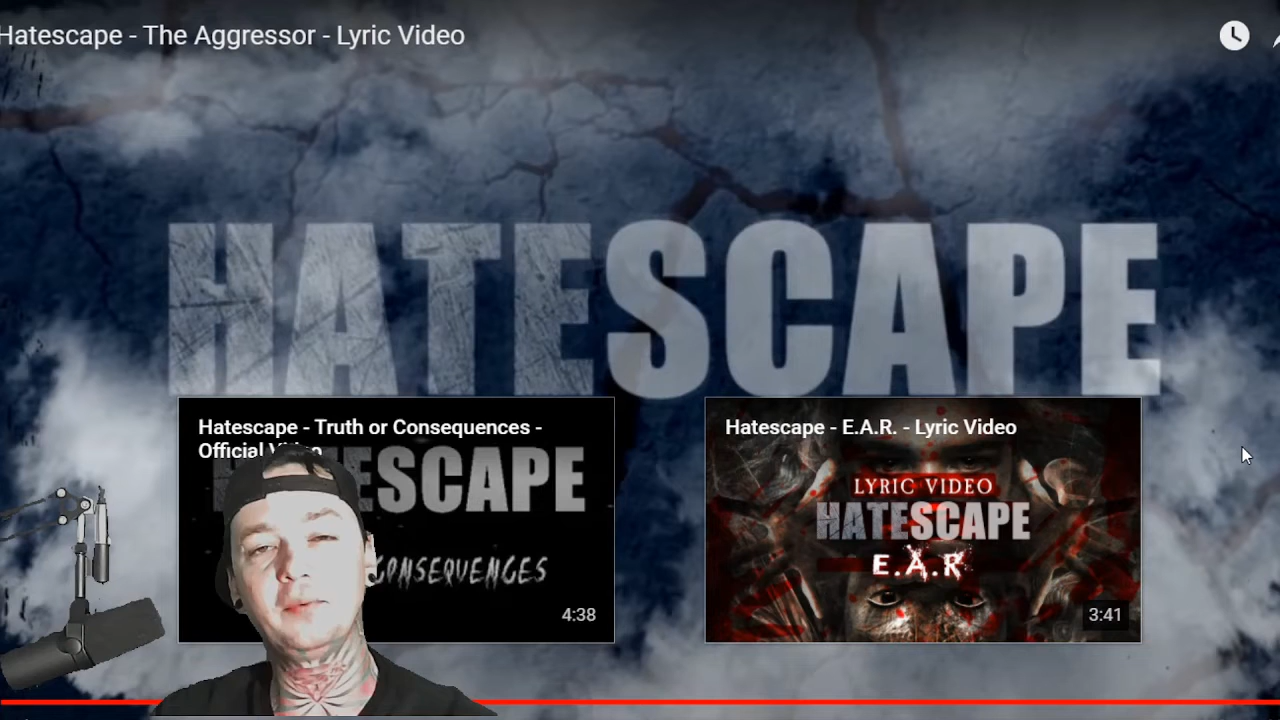 Hatescape - The Aggressor - Lyric Video
HATESCAPE
Hatescape - Truth or Consequences -
Official
ESCAPE
CONSEQUENCES
4:38
Hatescape - E.A.R. - Lyric Video
LYRIC VIDEO
HATESCAPE
E.A.R
3:41